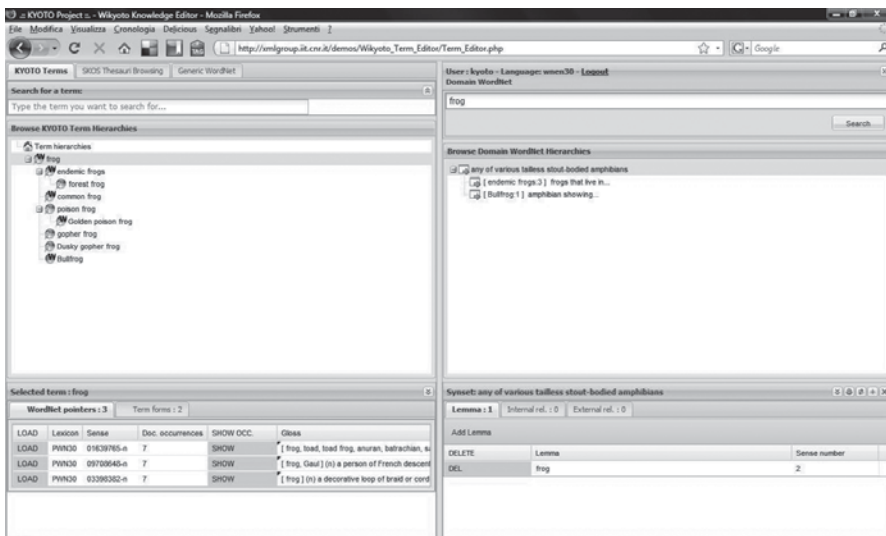 .:: KYOTO Project ::. - Wikyoto Knowledge Editor - Mozilla Firefox
File Modifica Visualizza Cronologia Delicious Segnalibri Yahoo! Strumenti ?
http://xmlgroup.iit.cnr.it/demos/Wikyoto_Term_Editor/Term_Editor.php
Google
KYOTO Terms SKOS Thesauri Browsing Generic WordNet
Search for a term:
Type the term you want to search for...
Browse KYOTO Term Hierarchies
Term hierarchies
frog
endemic frogs
forest frog
common frog
poison frog
Golden poison frog
gopher frog
Dusky gopher frog
Bullfrog
User : kyoto - Language: wnen30 - Logout
Domain WordNet
frog
Search
Browse Domain WordNet Hierarchies
any of various tailless stout-bodied amphibians
[ endemic frogs:3 ] frogs that live in...
[ Bullfrog:1 ] amphibian showing...
Selected term : frog
WordNet pointers : 3 Term forms : 2
LOAD Lexicon Sense Doc. occurrences SHOW OCC. Gloss
LOAD PWN30 01639765-n 7 SHOW [ frog, toad, toad frog, anuran, batrachian, sa
LOAD PWN30 09708648-n 7 SHOW [ frog, Gaul ] (n) a person of French descent
LOAD PWN30 03398382-n 7 SHOW [ frog ] (n) a decorative loop of braid or cord
Synset: any of various tailless stout-bodied amphibians
Lemma : 1 Internal rel. : 0 External rel. : 0
Add Lemma
DELETE Lemma Sense number
DEL frog 2